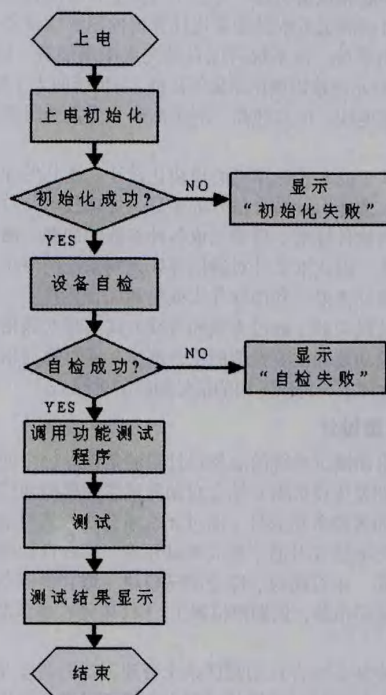 上电
上电初始化
初始化成功?
NO
显示
“初始化失败”
YES
设备自检
自检成功?
NO
显示
“自检失败”
YES
调用功能测试
程序
测试
测试结果显示
结束